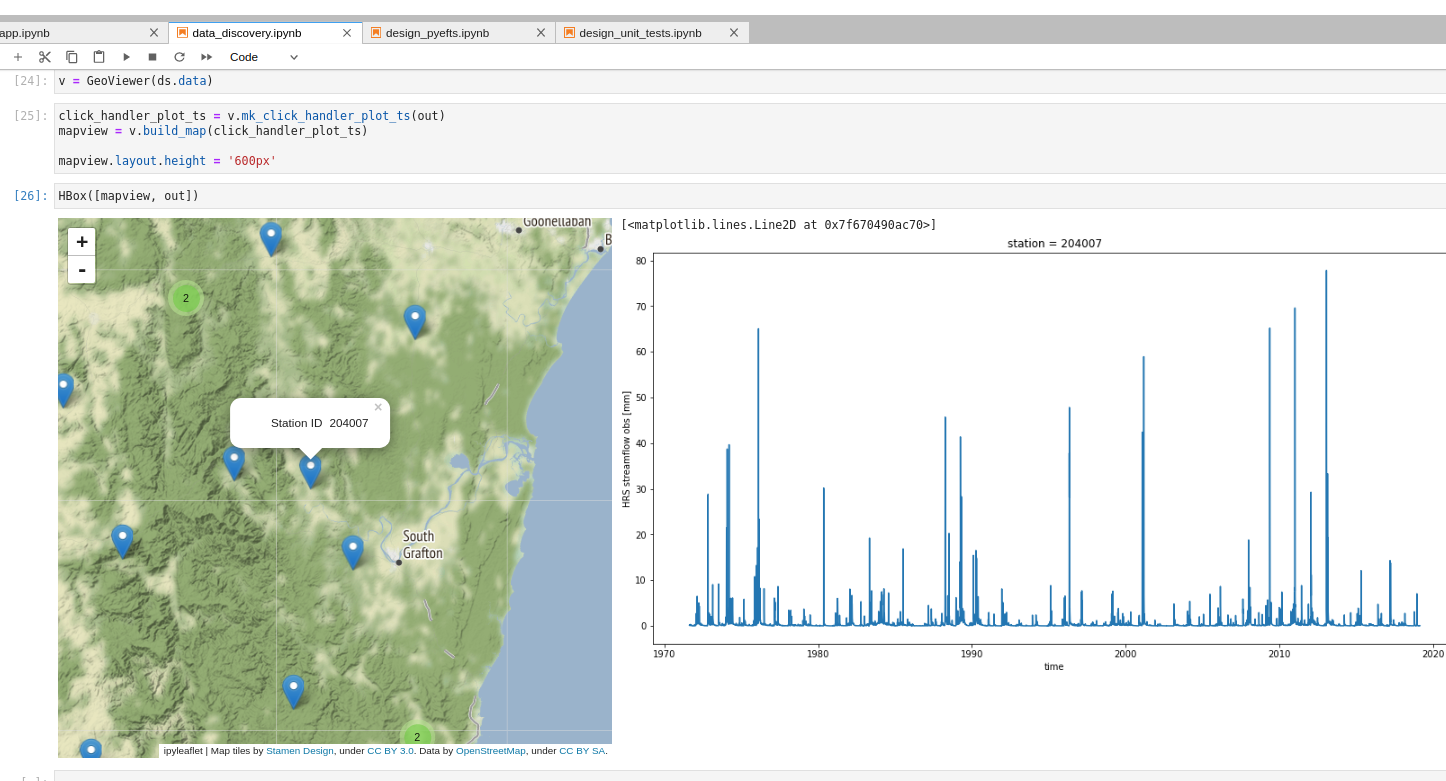 app.ipynb
data_discovery.ipynb
design_pyefts.ipynb
design_unit_tests.ipynb
Code
[24]:
v = GeoViewer(ds.data)
[25]:
click_handler_plot_ts = v.mk_click_handler_plot_ts(out)
mapview = v.build_map(click_handler_plot_ts)
mapview.layout.height = '600px'
[26]:
HBox([mapview, out])
+
-
Goonellabah
B
2
Station ID 204007
South
Grafton
2
ipyleaflet | Map tiles by Stamen Design, under CC BY 3.0. Data by OpenStreetMap, under CC BY SA.
[<matplotlib.lines.Line2D at 0x7f670490ac70>]
station = 204007
80
70
60
50
40
30
20
10
0
HRS streamflow obs [mm]
1970
1980
1990
2000
2010
2020
time
[ ]: